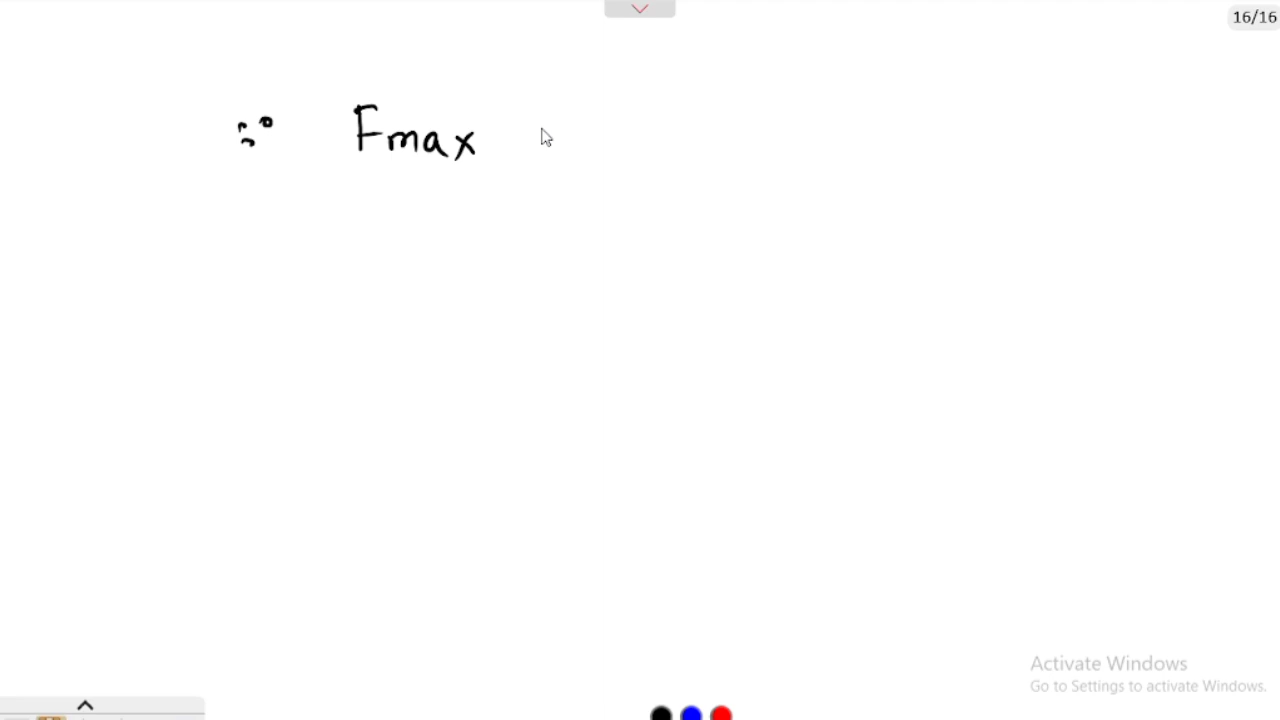 16/16
∵ Fmax
Activate Windows
Go to Settings to activate Windows.